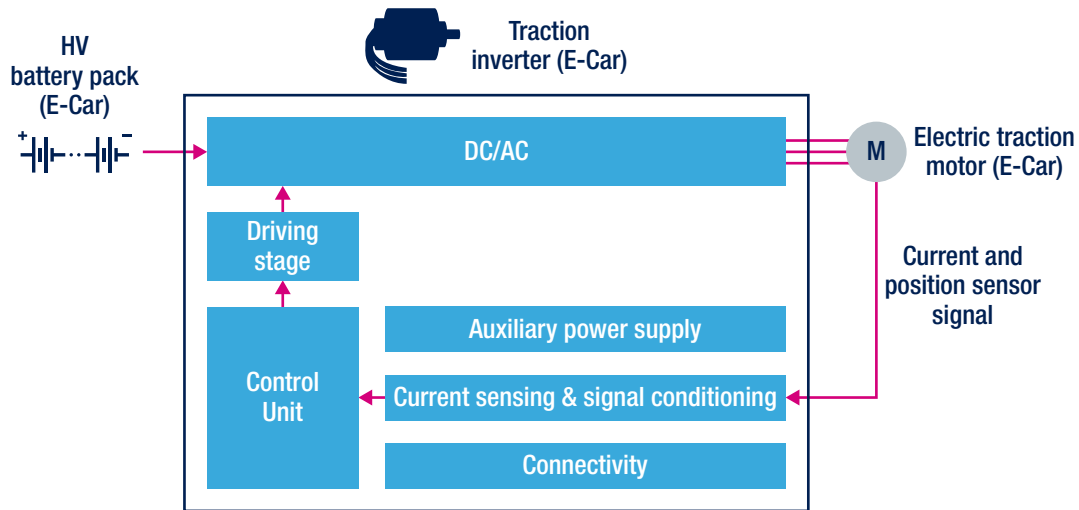 HV
battery pack
(E-Car)
+
–
Traction
inverter (E-Car)
DC/AC
M
Electric traction
motor (E-Car)
Driving
stage
Current and
position sensor
signal
Control
Unit
Auxiliary power supply
Current sensing & signal conditioning
Connectivity